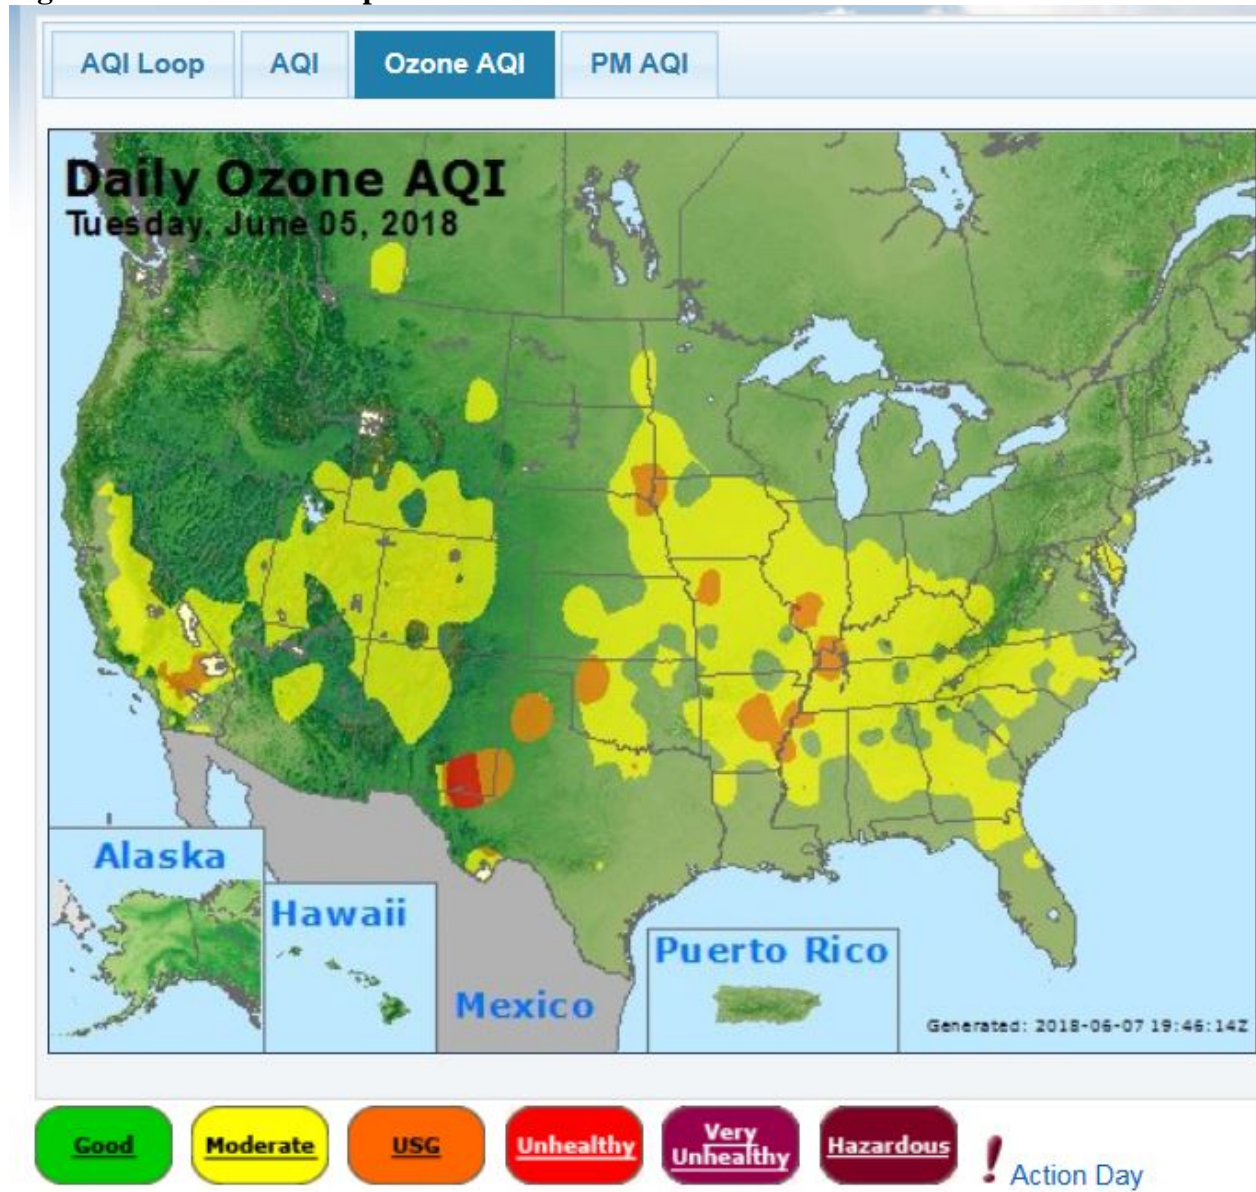 AQI Loop AQI Ozone AQI PM AQI
Daily Ozone AQI
Tuesday, June 05, 2018
Alaska
Hawaii
Mexico
Puerto Rico
Generated: 2018-06-07 19:46:14Z
Good Moderate USG Unhealthy Very Unhealthy Hazardous ! Action Day